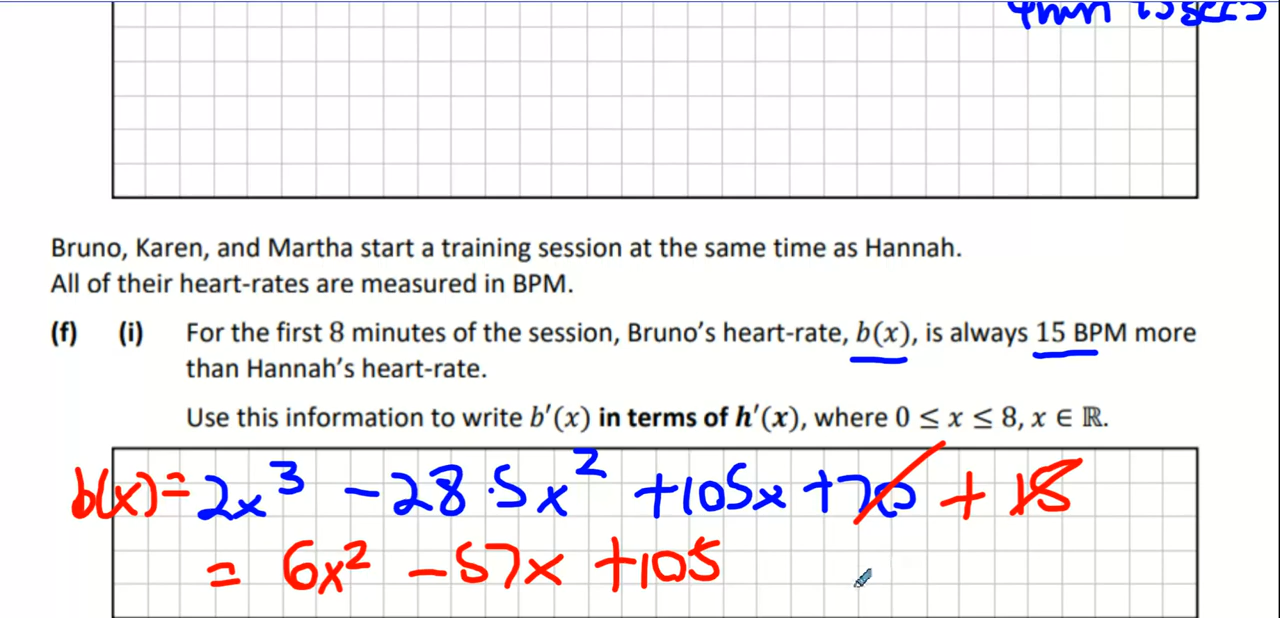 4min 15 secs
Bruno, Karen, and Martha start a training session at the same time as Hannah.
All of their heart-rates are measured in BPM.
(f) (i) For the first 8 minutes of the session, Bruno’s heart-rate, b(x), is always 15 BPM more
than Hannah’s heart-rate.
Use this information to write b′(x) in terms of h′(x), where 0 ≤ x ≤ 8, x ∈ ℝ.
b(x) = 2x³ − 28.5x² + 105x + 70 + 15
= 6x² − 57x + 105